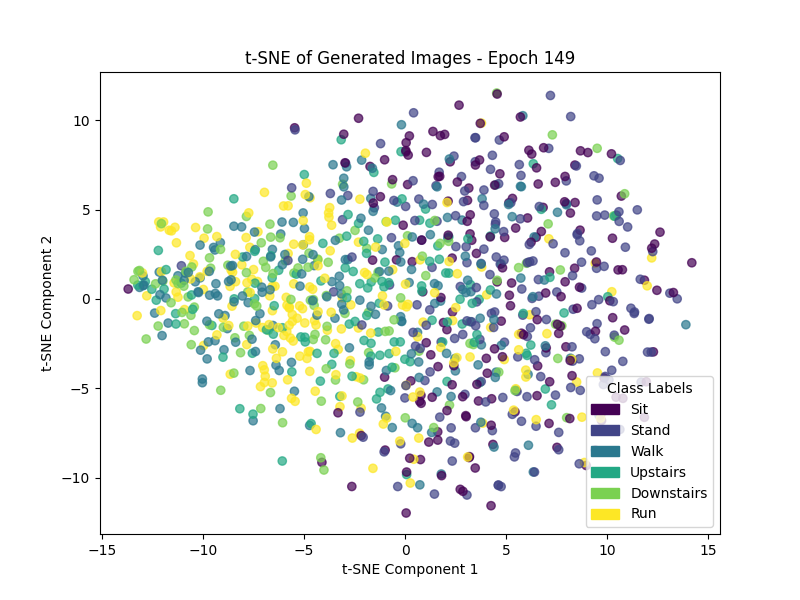 t-SNE of Generated Images - Epoch 149
t-SNE Component 2
10
5
0
−5
−10
Class Labels
Sit
Stand
Walk
Upstairs
Downstairs
Run
−15
−10
−5
0
5
10
15
t-SNE Component 1